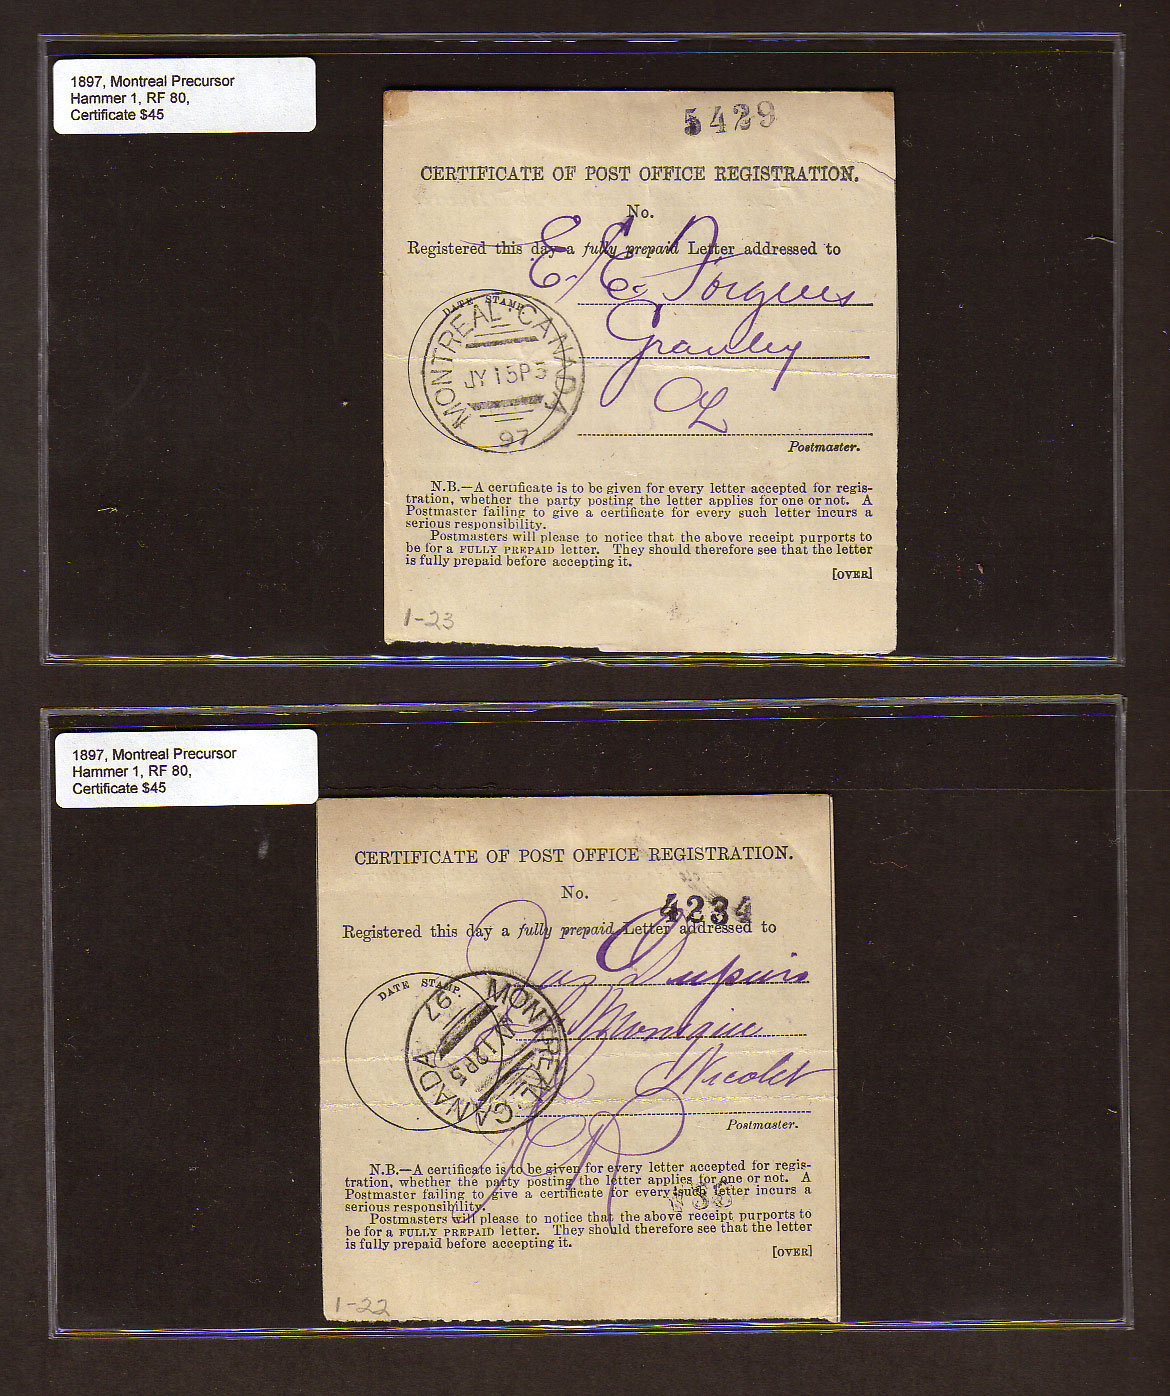 1897, Montreal Precursor
Hammer 1, RF 80,
Certificate $45
5429
CERTIFICATE OF POST OFFICE REGISTRATION.
No.
Registered this day a fully prepaid Letter addressed to
E. E.
DATE STAMP.
MONTREAL · CANADA
JY 15 P 5
97
Granby
Q
Postmaster.
N.B.—A certificate is to be given for every letter accepted for regis-
tration, whether the party posting the letter applies for one or not. A
Postmaster failing to give a certificate for every such letter incurs a
serious responsibility.
Postmasters will please to notice that the above receipt purports to
be for a FULLY PREPAID letter. They should therefore see that the letter
is fully prepaid before accepting it.
[OVER]
1-23
1897, Montreal Precursor
Hammer 1, RF 80,
Certificate $45
CERTIFICATE OF POST OFFICE REGISTRATION.
No.
4234
Registered this day a fully prepaid Letter addressed to
Jas Dupuis
DATE STAMP.
MONTREAL · CANADA
12 P 5
97
Monique
Nicolet
Postmaster.
N.B.—A certificate is to be given for every letter accepted for regis-
tration, whether the party posting the letter applies for one or not. A
Postmaster failing to give a certificate for every such letter incurs a
serious responsibility.
Postmasters will please to notice that the above receipt purports to
be for a FULLY PREPAID letter. They should therefore see that the letter
is fully prepaid before accepting it.
[OVER]
1-22